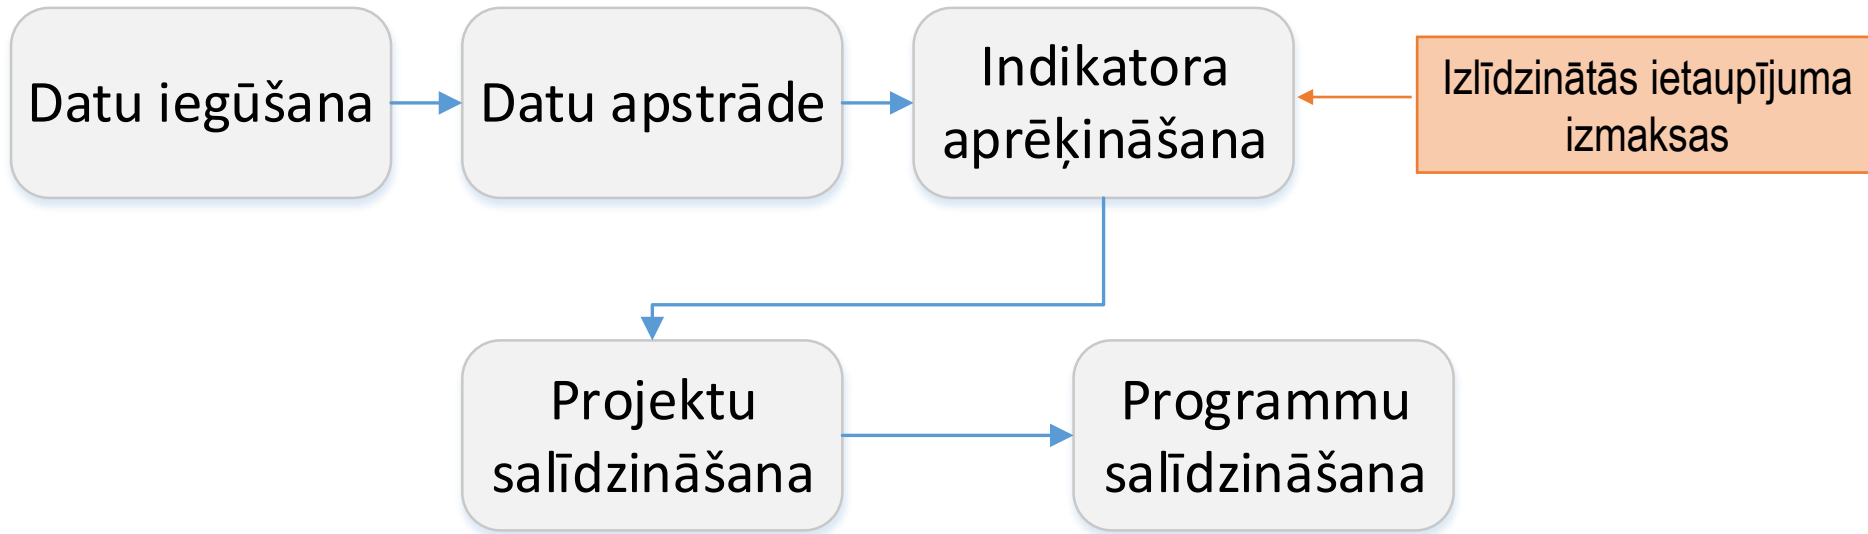 Datu iegūšana
Datu apstrāde
Indikatora
aprēķināšana
Izlīdzinātās ietaupījuma
izmaksas
Projektu
salīdzināšana
Programmu
salīdzināšana